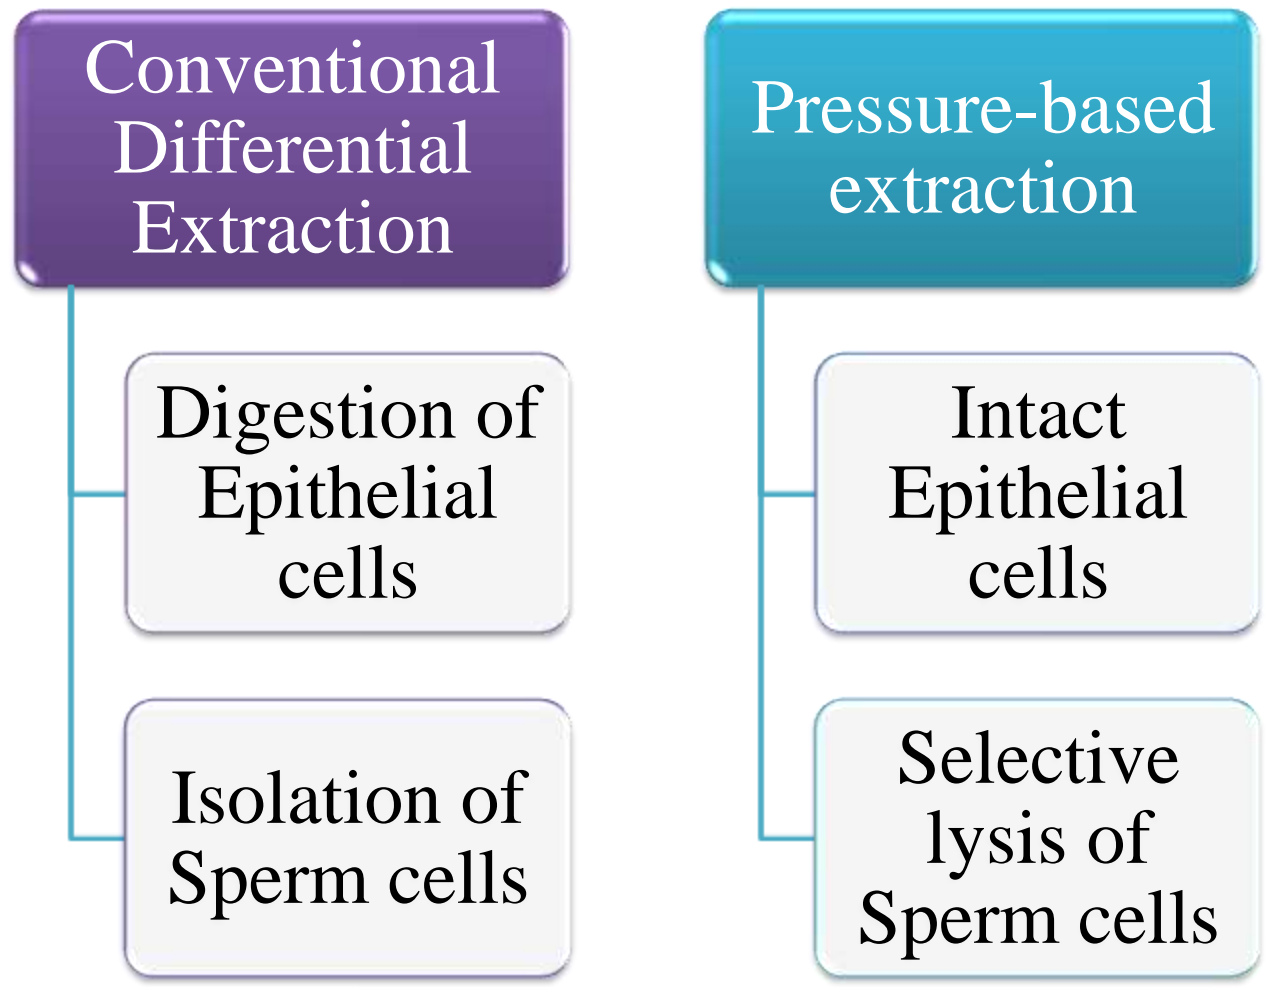 Conventional
Differential
Extraction
Digestion of
Epithelial
cells
Isolation of
Sperm cells
Pressure-based
extraction
Intact
Epithelial
cells
Selective
lysis of
Sperm cells